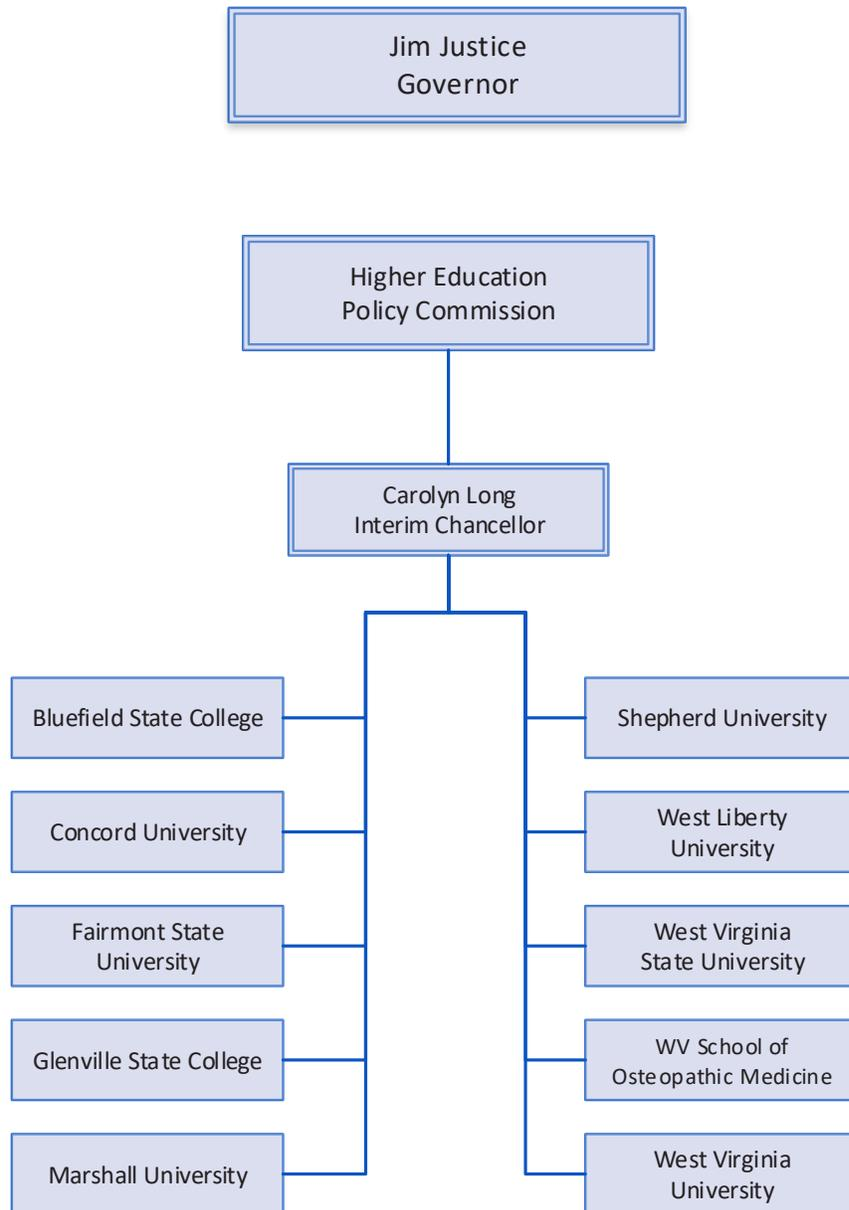 Jim Justice
Governor
Higher Education
Policy Commission
Carolyn Long
Interim Chancellor
Bluefield State College
Concord University
Fairmont State
University
Glenville State College
Marshall University
Shepherd University
West Liberty
University
West Virginia
State University
WV School of
Osteopathic Medicine
West Virginia
University